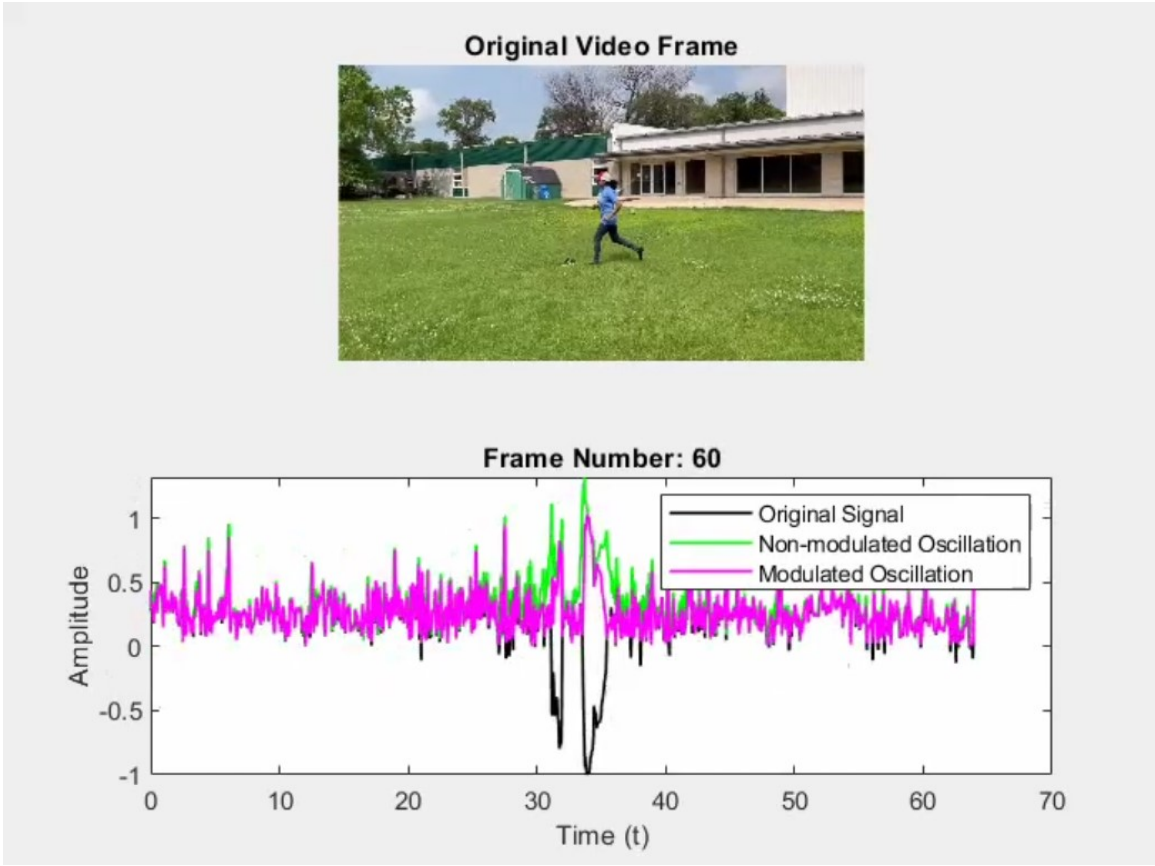 Original Video Frame
Frame Number: 60
Original Signal
Non-modulated Oscillation
Modulated Oscillation
Amplitude
1
0.5
0
-0.5
-1
0 10 20 30 40 50 60 70
Time (t)